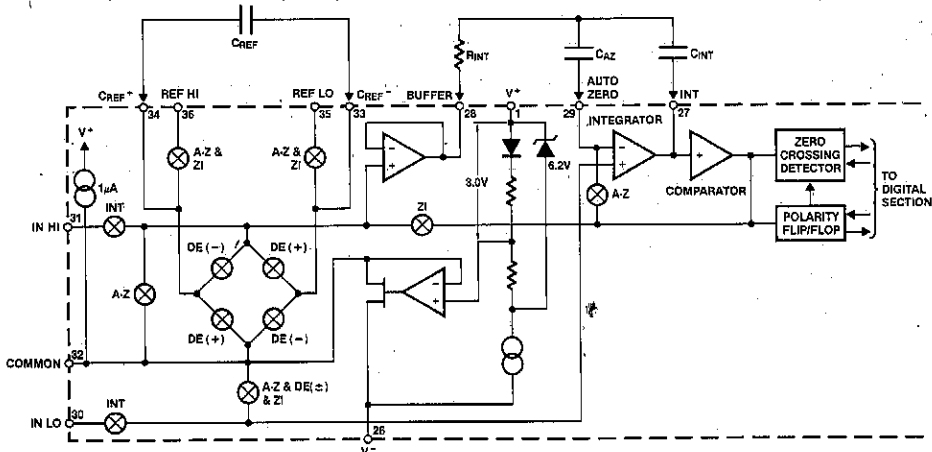 CREF
RINT
CAZ
CINT
CREF+
REF HI
REF LO
CREF-
BUFFER
V+
AUTO
ZERO
INT
34
36
35
33
28
1
29
INTEGRATOR
27
V+
1μA
A-Z &
ZI
A-Z &
ZI
3.0V
6.2V
A-Z
COMPARATOR
ZERO
CROSSING
DETECTOR
TO
DIGITAL
SECTION
POLARITY
FLIP/FLOP
31
INT
IN HI
ZI
DE(-)
DE(+)
A-Z
DE(+)
DE(-)
32
COMMON
A-Z & DE(±)
& ZI
30
INT
IN LO
26
V-